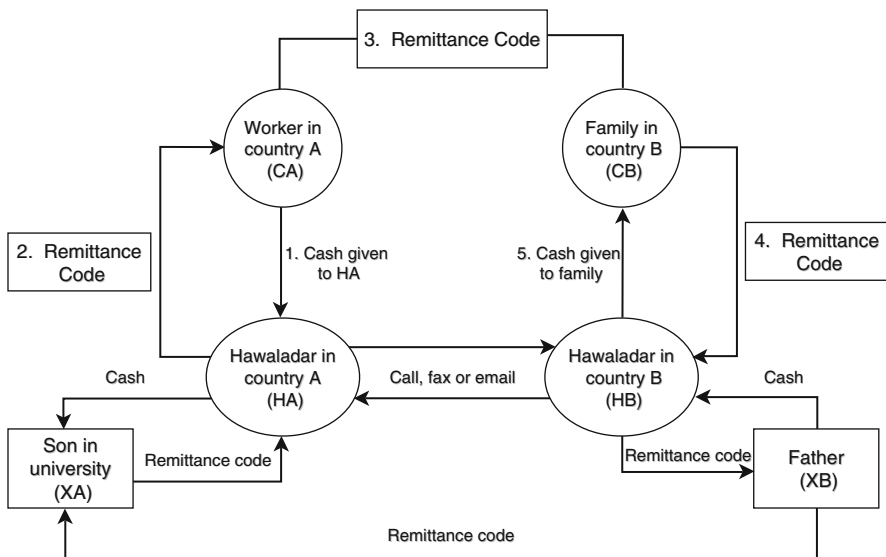 3. Remittance Code
Worker in
country A
(CA)
Family in
country B
(CB)
2. Remittance
Code
1. Cash given
to HA
5. Cash given
to family
4. Remittance
Code
Hawaladar in
country A
(HA)
Call, fax or email
Hawaladar in
country B
(HB)
Cash
Cash
Son in
university
(XA)
Remittance code
Remittance code
Father
(XB)
Remittance code